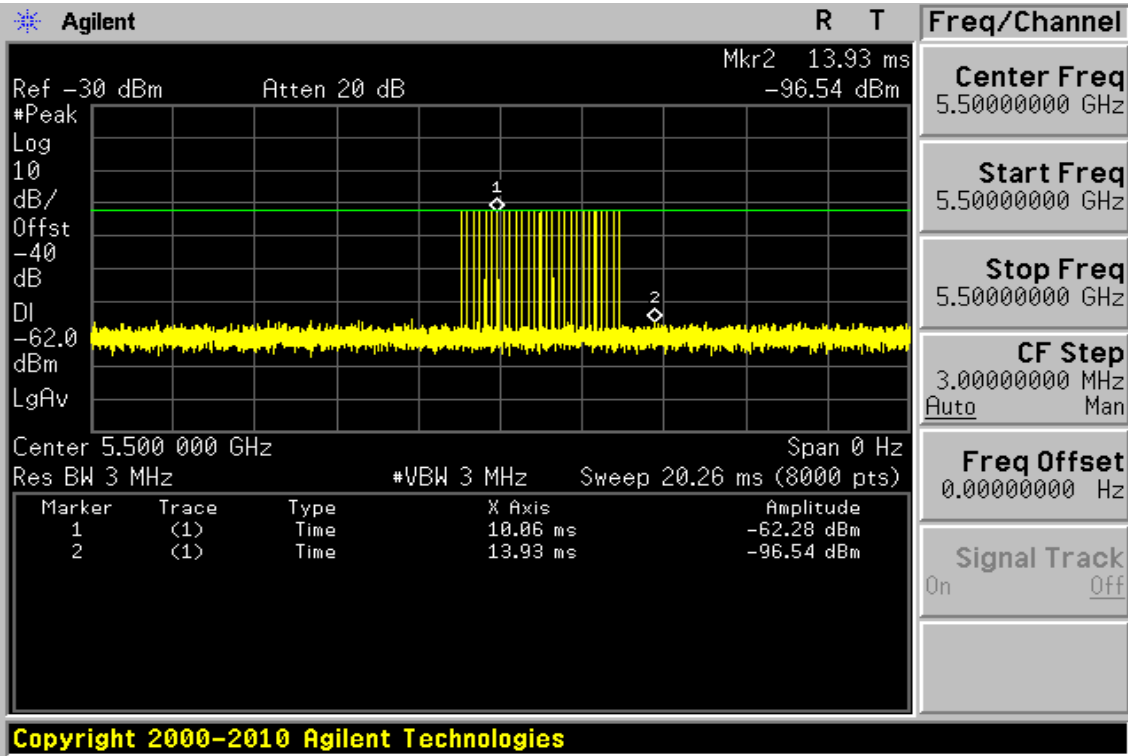 Agilent R T Freq/Channel
Mkr2 13.93 ms
Ref -30 dBm Atten 20 dB -96.54 dBm
#Peak
Log
10
dB/
Offst
-40
dB
DI
-62.0
dBm
LgAv
1
2
Center 5.500 000 GHz Span 0 Hz
Res BW 3 MHz #VBW 3 MHz Sweep 20.26 ms (8000 pts)
Marker Trace Type X Axis Amplitude
1 (1) Time 10.06 ms -62.28 dBm
2 (1) Time 13.93 ms -96.54 dBm
Center Freq
5.50000000 GHz
Start Freq
5.50000000 GHz
Stop Freq
5.50000000 GHz
CF Step
3.00000000 MHz
Auto Man
Freq Offset
0.00000000 Hz
Signal Track
On Off
Copyright 2000-2010 Agilent Technologies